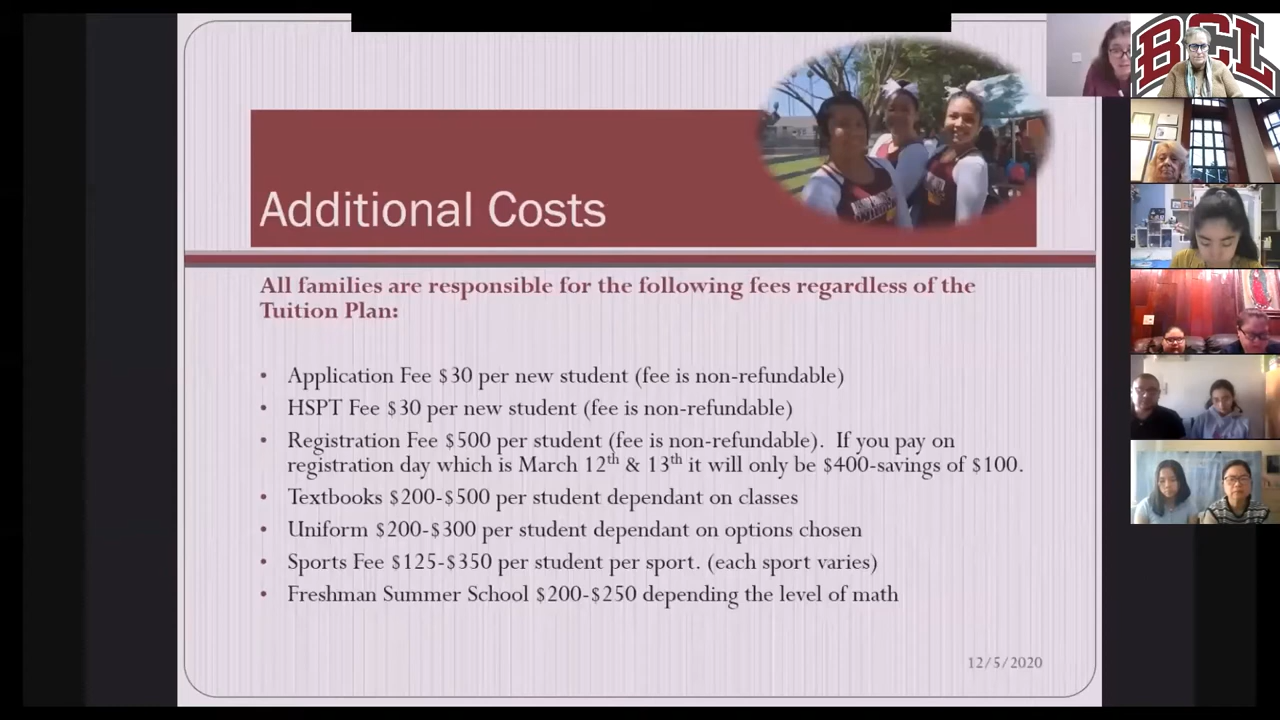 BCL
Additional Costs
All families are responsible for the following fees regardless of the
Tuition Plan:
• Application Fee $30 per new student (fee is non-refundable)
• HSPT Fee $30 per new student (fee is non-refundable)
• Registration Fee $500 per student (fee is non-refundable).  If you pay on
registration day which is March 12th & 13th it will only be $400-savings of $100.
• Textbooks $200-$500 per student dependant on classes
• Uniform $200-$300 per student dependant on options chosen
• Sports Fee $125-$350 per student per sport. (each sport varies)
• Freshman Summer School $200-$250 depending the level of math
12/5/2020